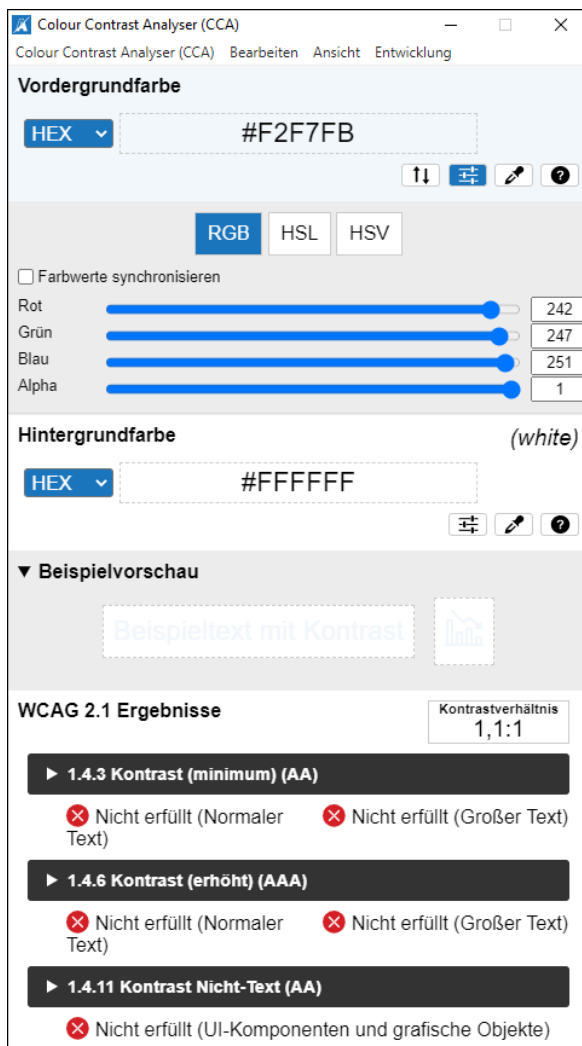 Colour Contrast Analyser (CCA)
Colour Contrast Analyser (CCA) Bearbeiten Ansicht Entwicklung
Vordergrundfarbe
HEX #F2F7FB
RGB HSL HSV
Farbwerte synchronisieren
Rot 242
Grün 247
Blau 251
Alpha 1
Hintergrundfarbe (white)
HEX #FFFFFF
▼ Beispielvorschau
Beispieltext mit Kontrast
WCAG 2.1 Ergebnisse Kontrastverhältnis
1,1:1
▶ 1.4.3 Kontrast (minimum) (AA)
Nicht erfüllt (Normaler Nicht erfüllt (Großer Text)
Text)
▶ 1.4.6 Kontrast (erhöht) (AAA)
Nicht erfüllt (Normaler Nicht erfüllt (Großer Text)
Text)
▶ 1.4.11 Kontrast Nicht-Text (AA)
Nicht erfüllt (UI-Komponenten und grafische Objekte)